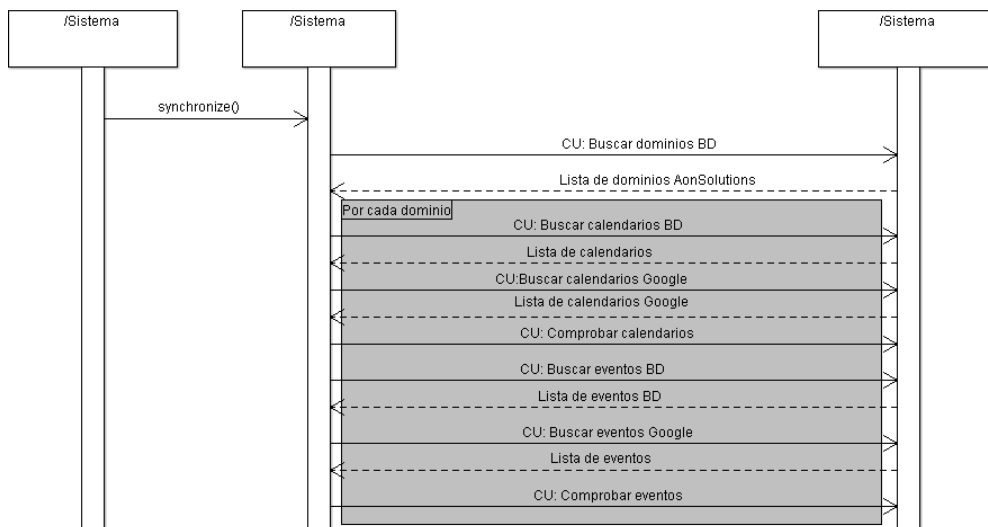 /Sistema
/Sistema
/Sistema
synchronize()
CU: Buscar dominios BD
Lista de dominios AonSolutions
Por cada dominio
CU: Buscar calendarios BD
Lista de calendarios
CU:Buscar calendarios Google
Lista de calendarios Google
CU: Comprobar calendarios
CU: Buscar eventos BD
Lista de eventos BD
CU: Buscar eventos Google
Lista de eventos
CU: Comprobar eventos